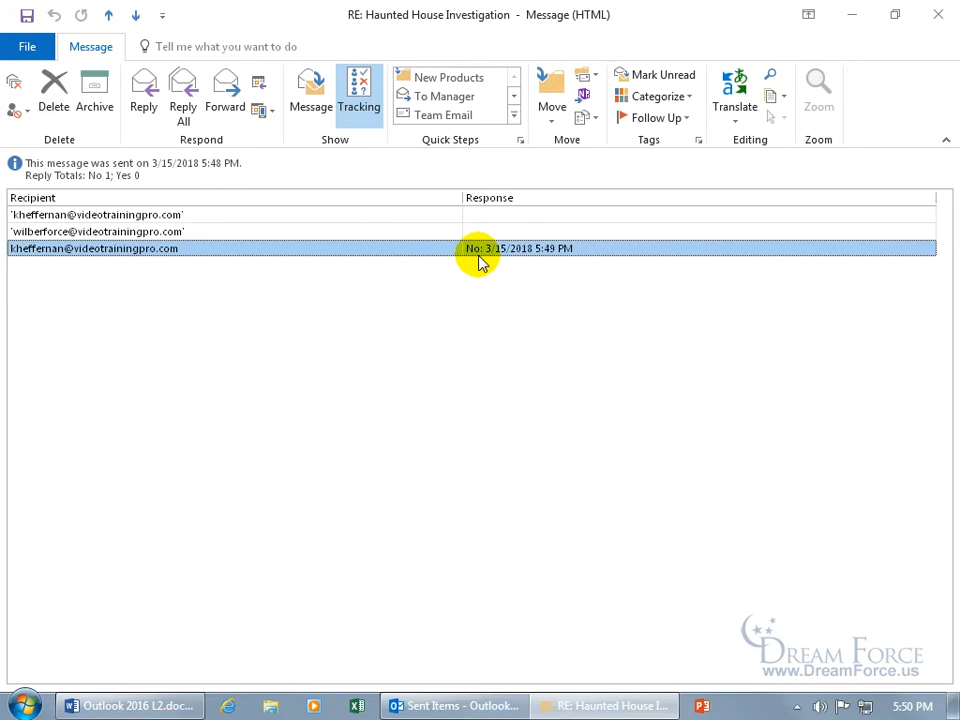 RE: Haunted House Investigation - Message (HTML)
File
Message
Tell me what you want to do
Delete
Archive
Reply
Reply All
Forward
Message
Tracking
New Products
To Manager
Team Email
Move
Mark Unread
Categorize
Follow Up
Translate
Zoom
Delete
Respond
Show
Quick Steps
Move
Tags
Editing
Zoom
This message was sent on 3/15/2018 5:48 PM.
Reply Totals: No 1; Yes 0
Recipient
Response
'kheffernan@videotrainingpro.com'
'wilberforce@videotrainingpro.com'
kheffernan@videotrainingpro.com
No: 3/15/2018 5:49 PM
DREAM FORCE
www.DreamForce.us
Outlook 2016 L2.doc...
Sent Items - Outlook...
RE: Haunted House I...
5:50 PM